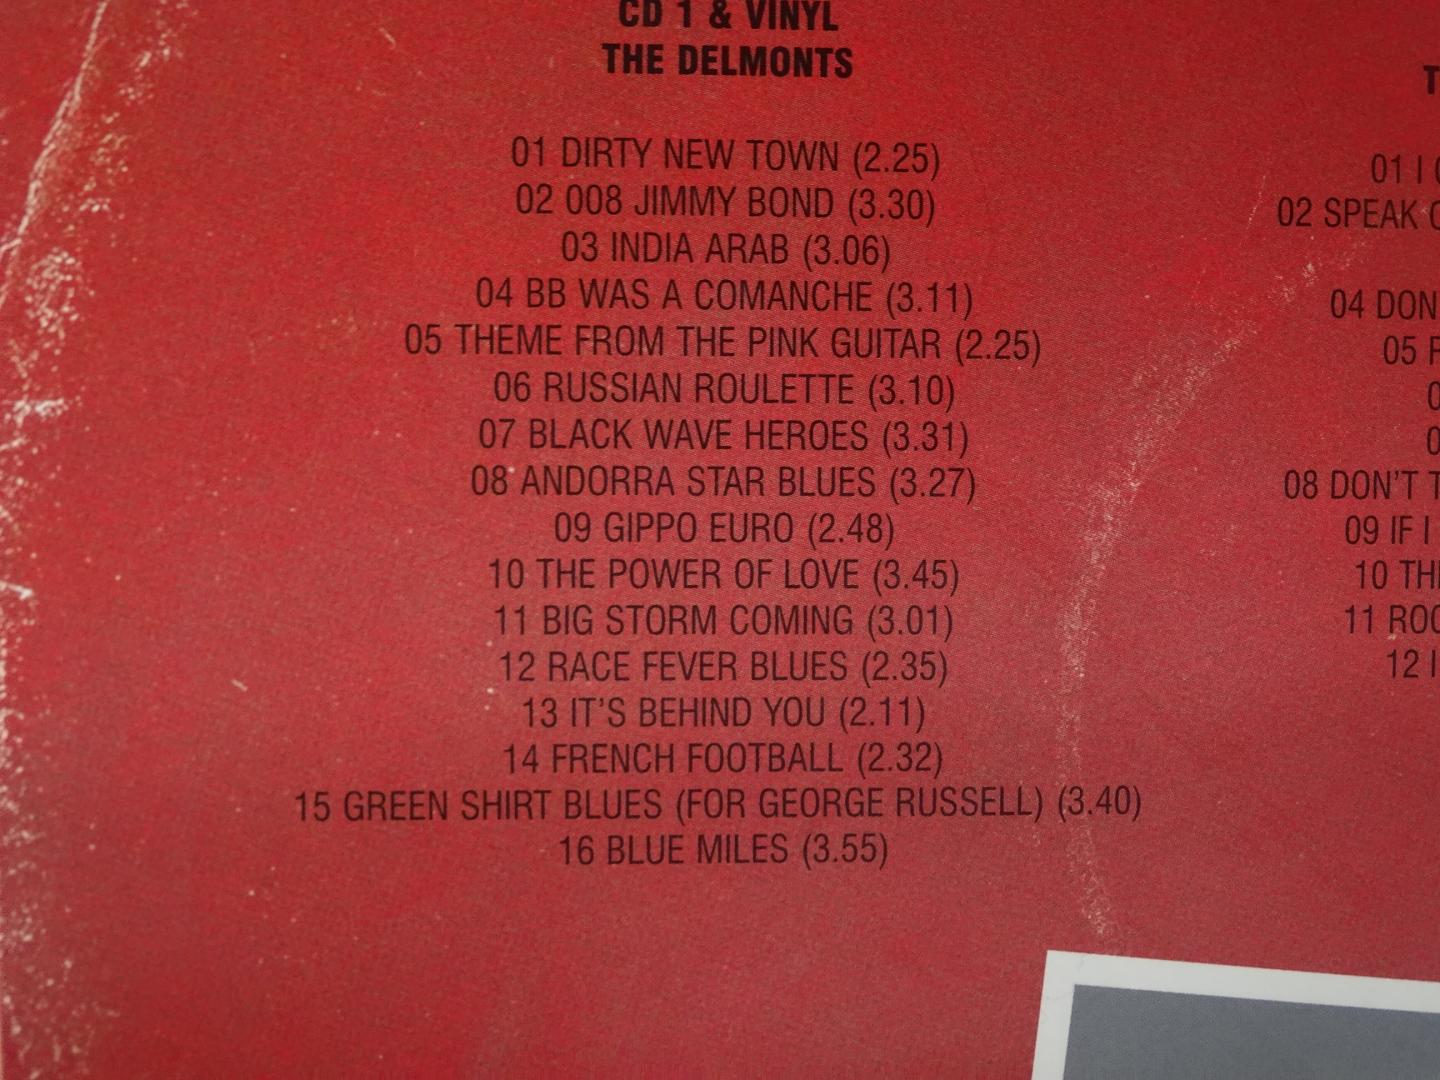 CD 1 & VINYL
THE DELMONTS
01 DIRTY NEW TOWN (2.25)
02 008 JIMMY BOND (3.30)
03 INDIA ARAB (3.06)
04 BB WAS A COMANCHE (3.11)
05 THEME FROM THE PINK GUITAR (2.25)
06 RUSSIAN ROULETTE (3.10)
07 BLACK WAVE HEROES (3.31)
08 ANDORRA STAR BLUES (3.27)
09 GIPPO EURO (2.48)
10 THE POWER OF LOVE (3.45)
11 BIG STORM COMING (3.01)
12 RACE FEVER BLUES (2.35)
13 IT'S BEHIND YOU (2.11)
14 FRENCH FOOTBALL (2.32)
15 GREEN SHIRT BLUES (FOR GEORGE RUSSELL) (3.40)
16 BLUE MILES (3.55)
01 I
02 SPEAK
04
05
08 DON'T
09 IF I
10
11
12 I